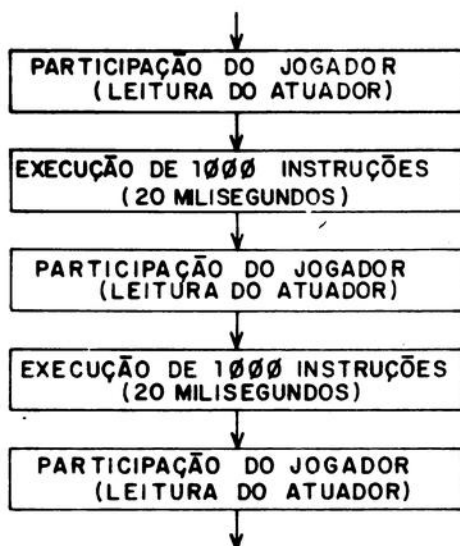 PARTICIPAÇÃO DO JOGADOR
(LEITURA DO ATUADOR)
EXECUÇÃO DE 1ØØØ INSTRUÇÕES
(20 MILISEGUNDOS)
PARTICIPAÇÃO DO JOGADOR
(LEITURA DO ATUADOR)
EXECUÇÃO DE 1ØØØ INSTRUÇÕES
(20 MILISEGUNDOS)
PARTICIPAÇÃO DO JOGADOR
(LEITURA DO ATUADOR)